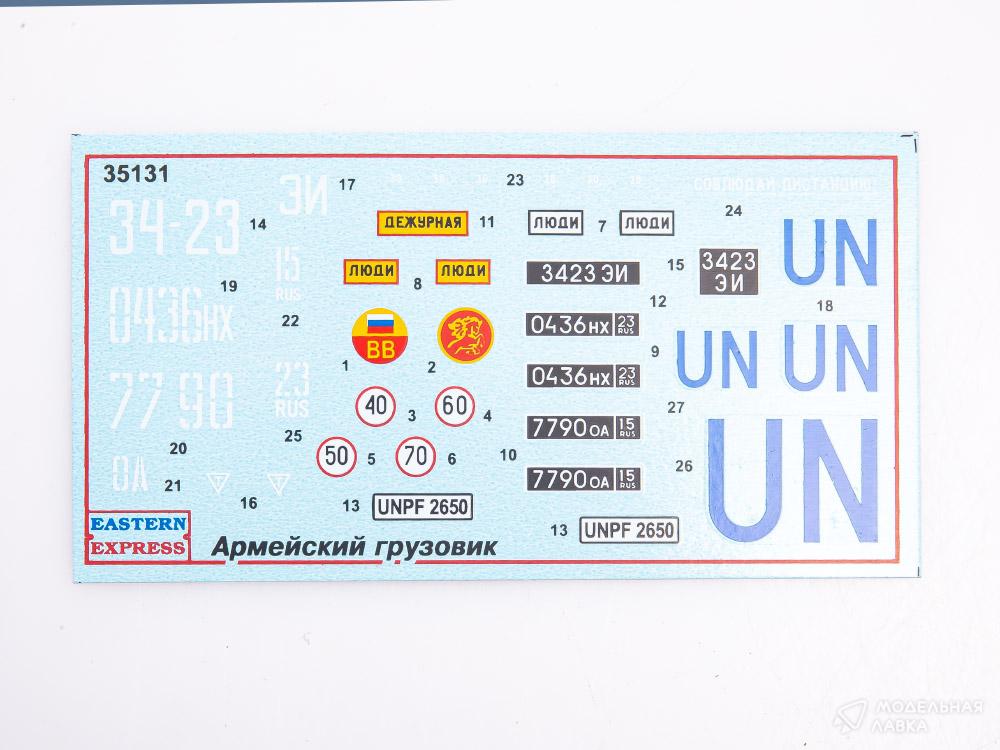 35131
ЭИ
17
23
СОБЛЮДАЙ ДИСТАНЦИЮ!
34-23
14
ДЕЖУРНАЯ
11
ЛЮДИ
7
ЛЮДИ
24
UN
15
RUS
ЛЮДИ
ЛЮДИ
8
3423 ЭИ
15
3423
ЭИ
19
0436НХ
22
ВВ
1
2
0436НХ 23 RUS
12
18
UN
UN
0436НХ 23 RUS
9
77 90
23
RUS
40
3
60
4
7790 ОА 15 RUS
27
UN
20
25
50
5
70
6
10
7790 ОА 15 RUS
26
ОА
21
16
13
UNPF 2650
13
UNPF 2650
EASTERN
EXPRESS
Армейский грузовик
МОДЕЛЬНАЯ
ЛАВКА